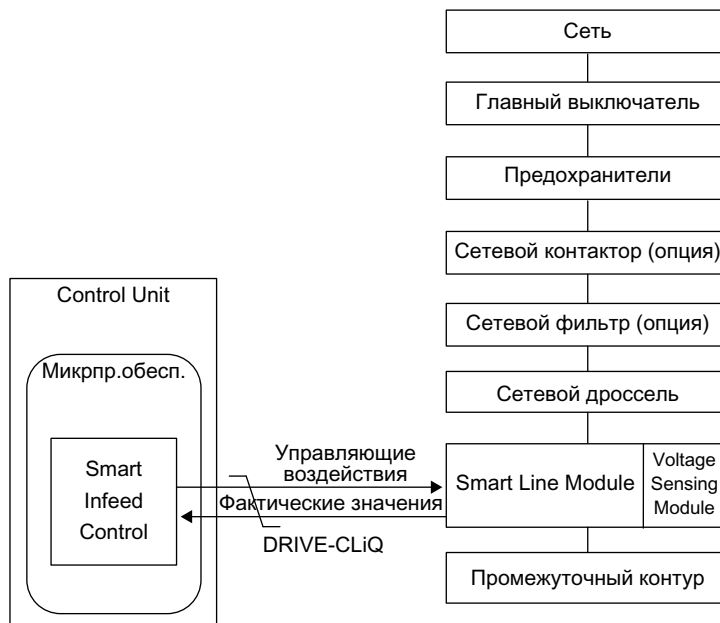 Сеть
Главный выключатель
Предохранители
Сетевой контактор (опция)
Сетевой фильтр (опция)
Сетевой дроссель
Control Unit
Микрпр.обесп.
Smart
Infeed
Control
Управляющие
воздействия
Фактические значения
DRIVE-CLiQ
Smart Line Module
Voltage
Sensing
Module
Промежуточный контур